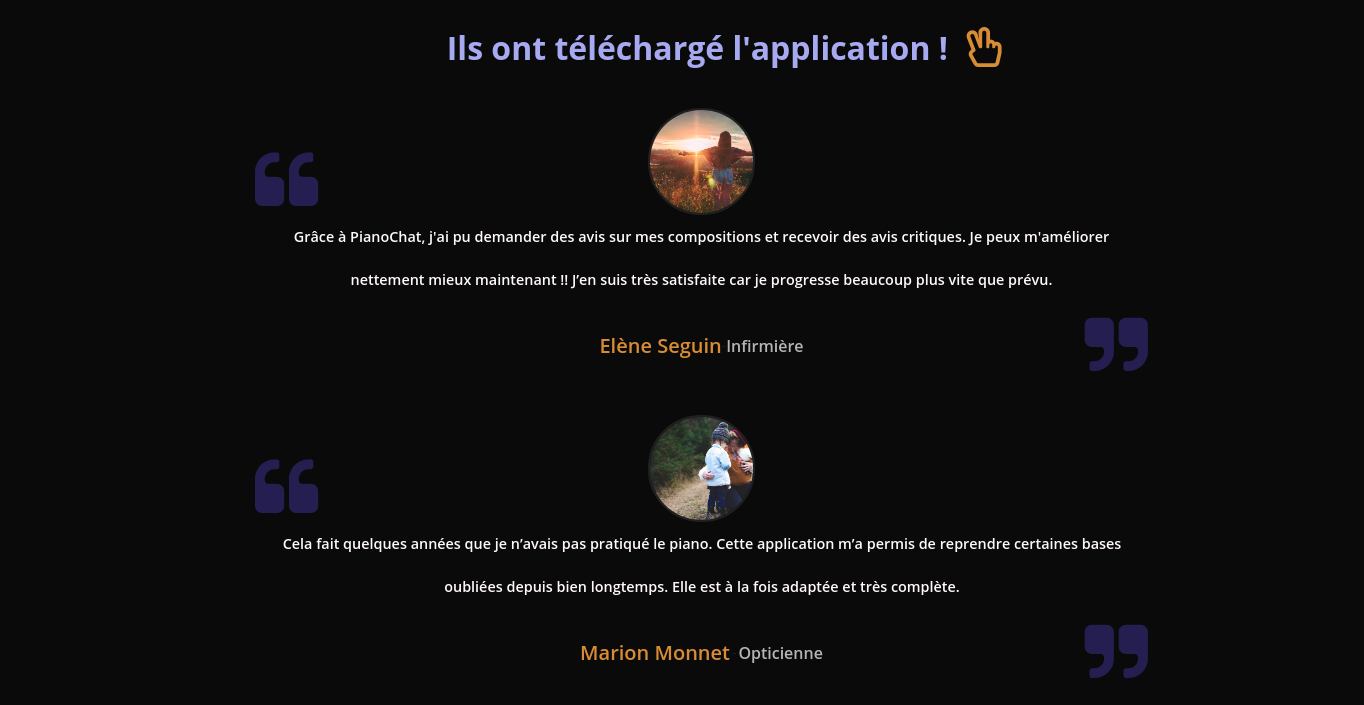 Ils ont téléchargé l'application !
Grâce à PianoChat, j'ai pu demander des avis sur mes compositions et recevoir des avis critiques. Je peux m'améliorer
nettement mieux maintenant !! J’en suis très satisfaite car je progresse beaucoup plus vite que prévu.
Elène Seguin Infirmière
Cela fait quelques années que je n’avais pas pratiqué le piano. Cette application m’a permis de reprendre certaines bases
oubliées depuis bien longtemps. Elle est à la fois adaptée et très complète.
Marion Monnet Opticienne